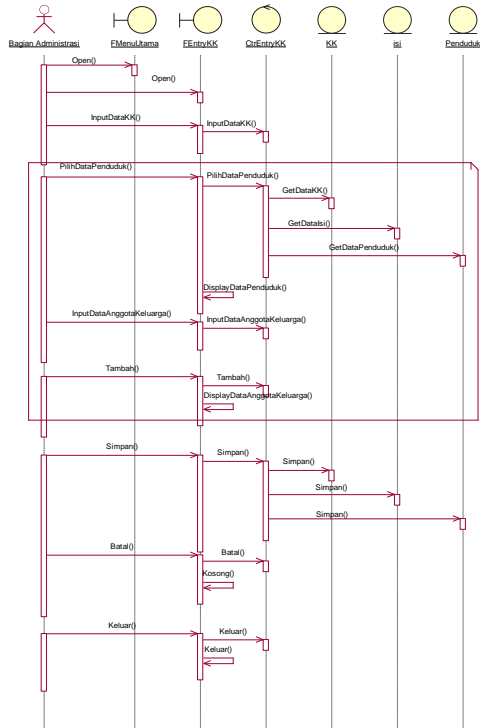 Bagian Administrasi FMenuUtama FEntryKK CtrEntryKK KK isi Penduduk
Open()
Open()
InputDataKK() InputDataKK()
PilihDataPenduduk() PilihDataPenduduk()
GetDataKK()
GetDataIsi()
GetDataPenduduk()
DisplayDataPenduduk()
InputDataAnggotaKeluarga() InputDataAnggotaKeluarga()
Tambah() Tambah()
DisplayDataAnggotaKeluarga()
Simpan() Simpan() Simpan()
Simpan()
Simpan()
Batal() Batal()
Kosong()
Keluar() Keluar()
Keluar()